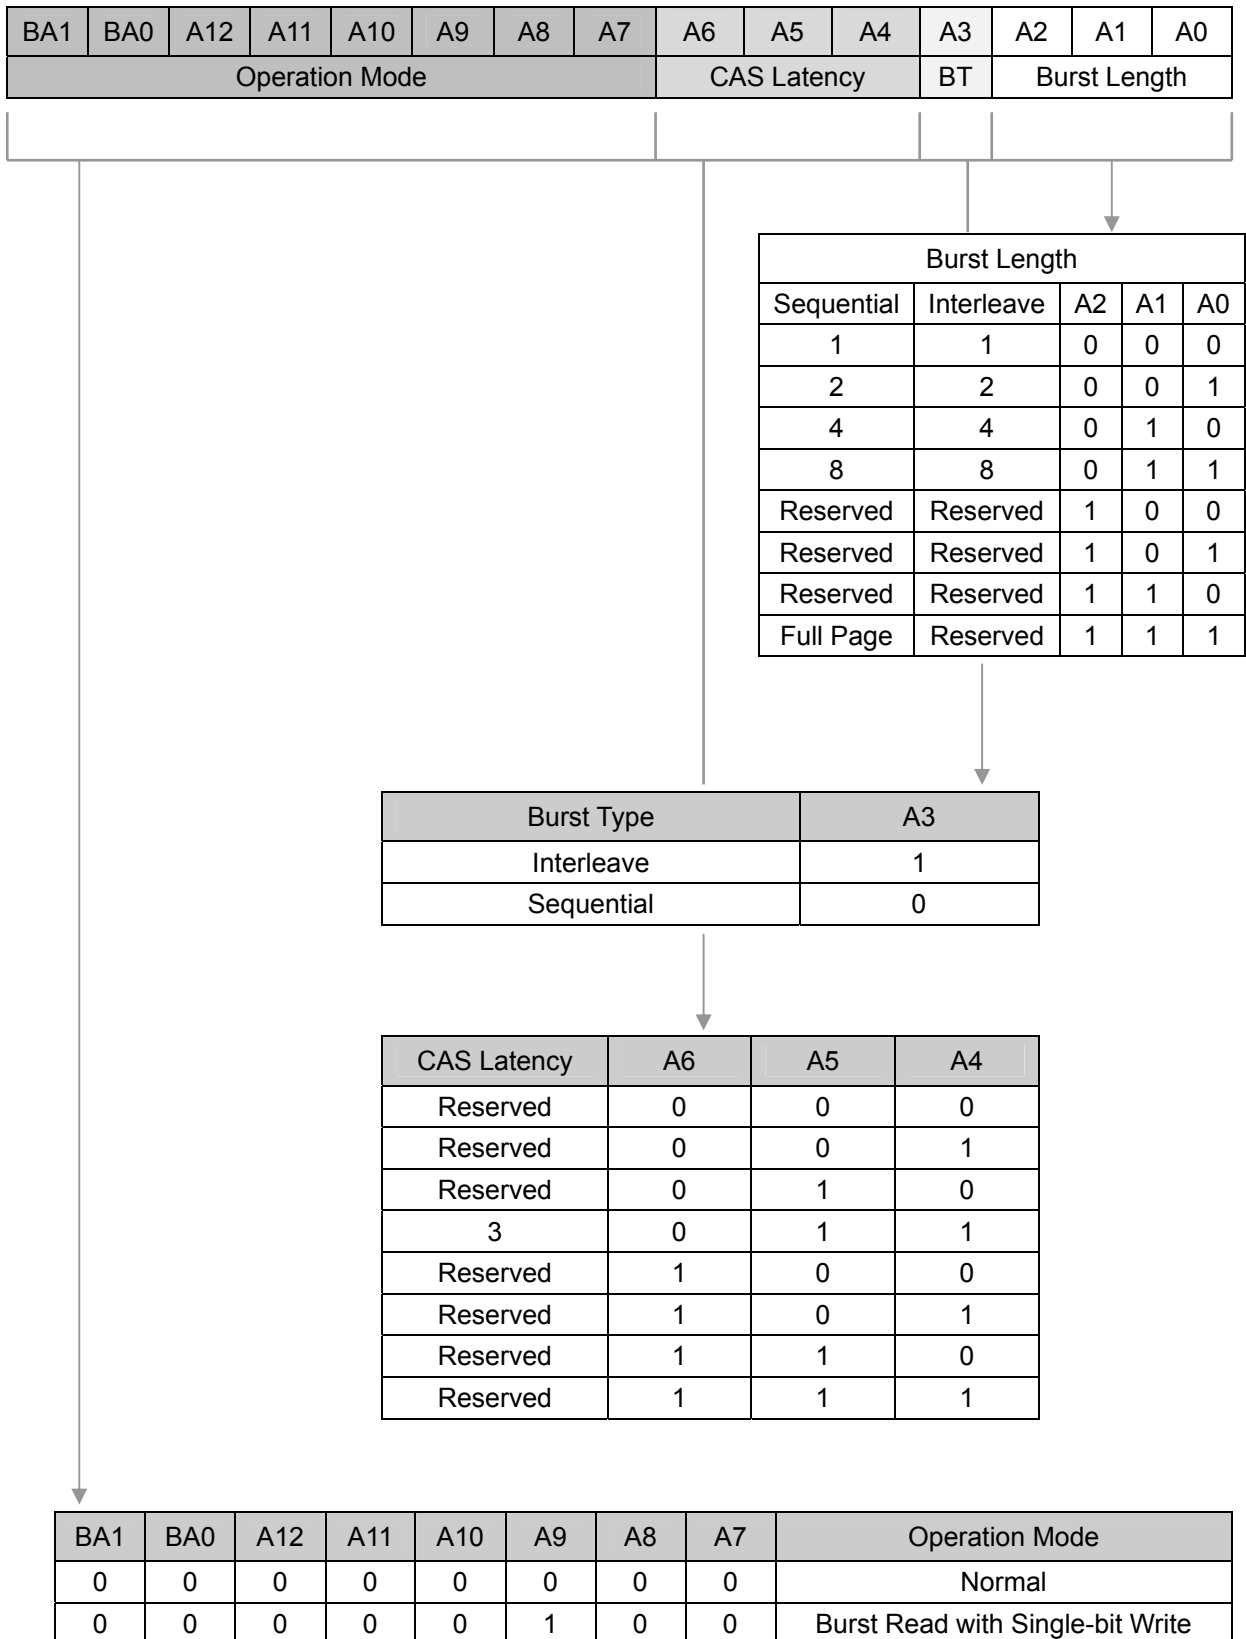 BA1 BA0 A12 A11 A10 A9 A8 A7 A6 A5 A4 A3 A2 A1 A0
Operation Mode CAS Latency BT Burst Length
Burst Length
Sequential Interleave A2 A1 A0
1 1 0 0 0
2 2 0 0 1
4 4 0 1 0
8 8 0 1 1
Reserved Reserved 1 0 0
Reserved Reserved 1 0 1
Reserved Reserved 1 1 0
Full Page Reserved 1 1 1
Burst Type A3
Interleave 1
Sequential 0
CAS Latency A6 A5 A4
Reserved 0 0 0
Reserved 0 0 1
Reserved 0 1 0
3 0 1 1
Reserved 1 0 0
Reserved 1 0 1
Reserved 1 1 0
Reserved 1 1 1
BA1 BA0 A12 A11 A10 A9 A8 A7 Operation Mode
0 0 0 0 0 0 0 0 Normal
0 0 0 0 0 1 0 0 Burst Read with Single-bit Write